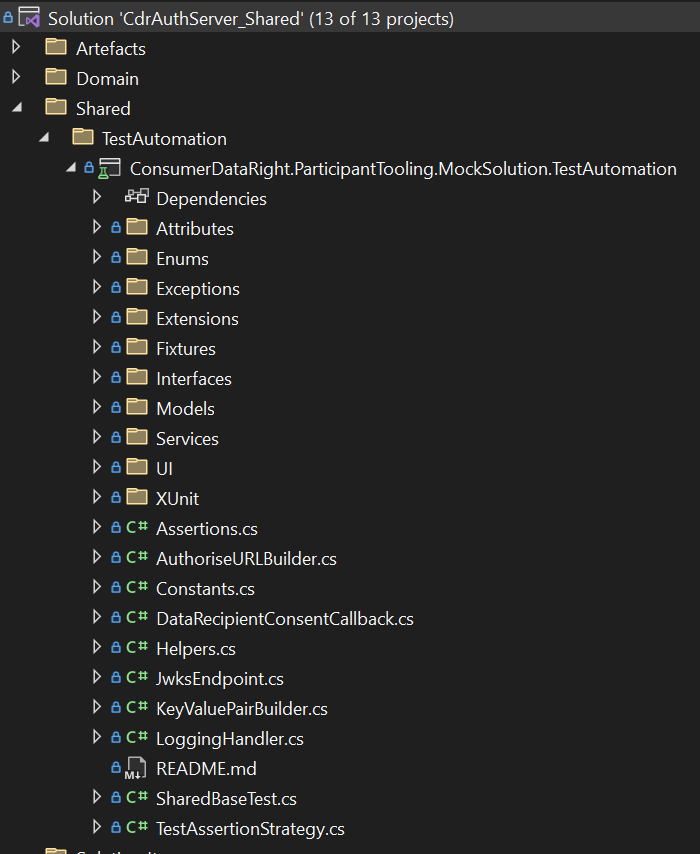 Solution 'CdrAuthServer_Shared' (13 of 13 projects)
Artefacts
Domain
Shared
TestAutomation
ConsumerDataRight.ParticipantTooling.MockSolution.TestAutomation
Dependencies
Attributes
Enums
Exceptions
Extensions
Fixtures
Interfaces
Models
Services
UI
XUnit
C# Assertions.cs
C# AuthoriseURLBuilder.cs
C# Constants.cs
C# DataRecipientConsentCallback.cs
C# Helpers.cs
C# JwksEndpoint.cs
C# KeyValuePairBuilder.cs
C# LoggingHandler.cs
M↓ README.md
C# SharedBaseTest.cs
C# TestAssertionStrategy.cs